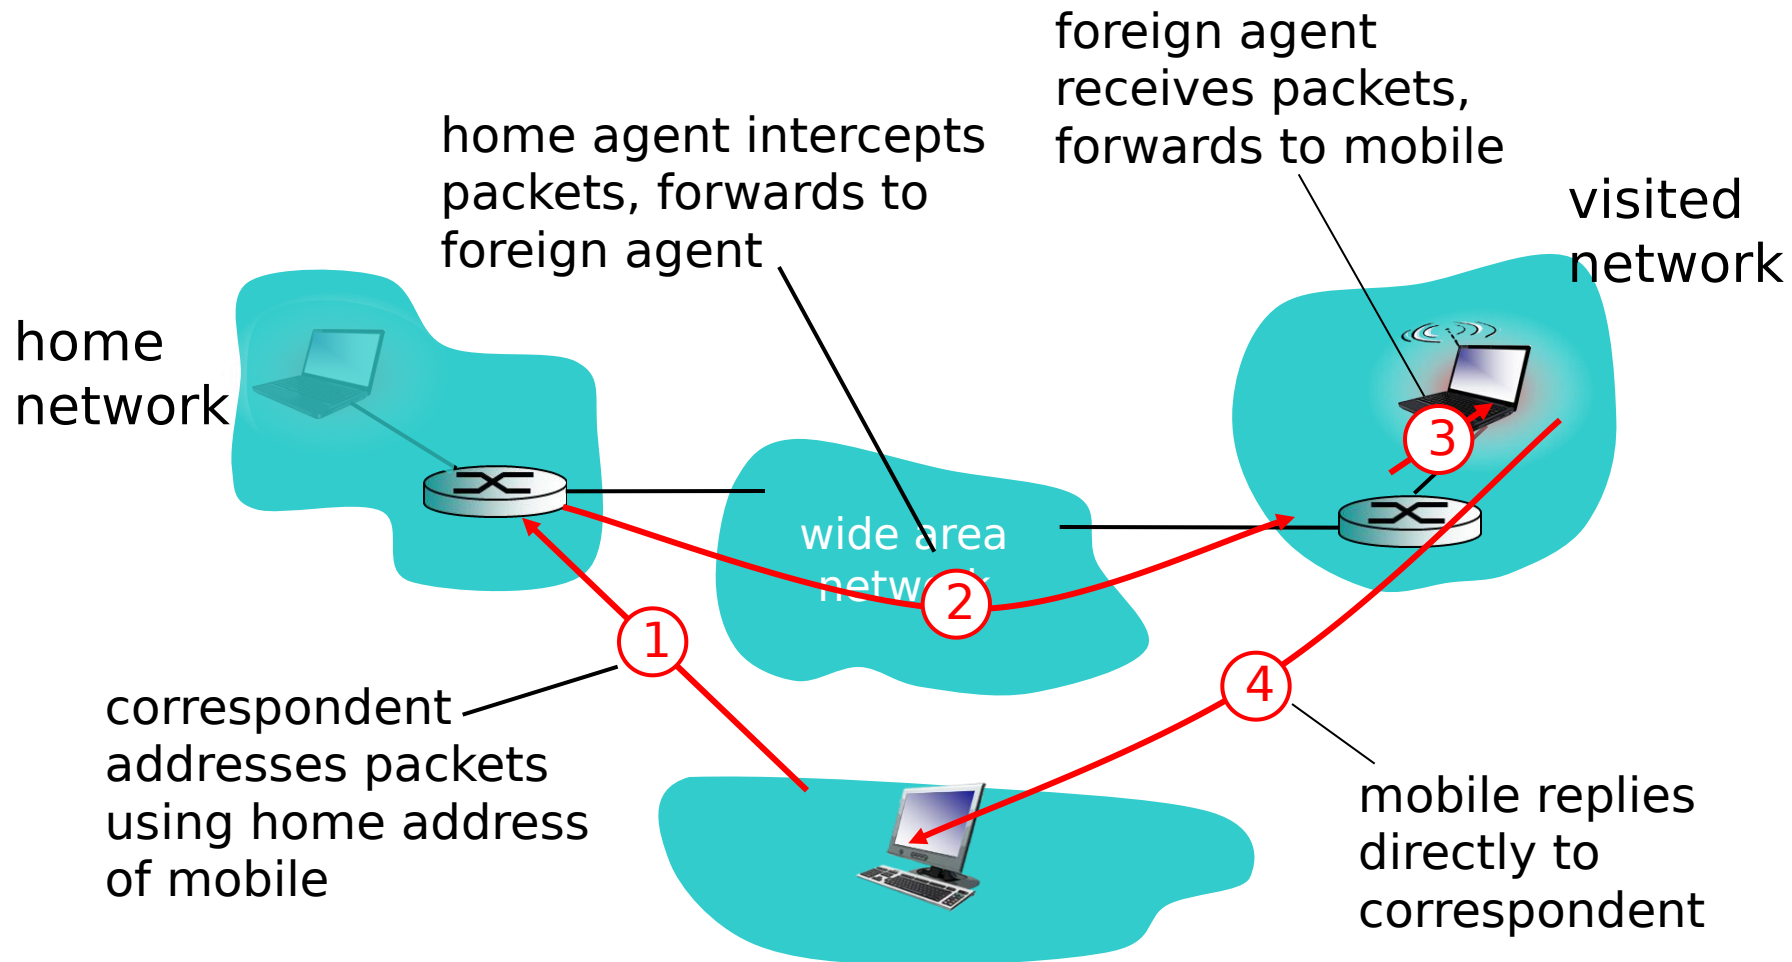 foreign agent
receives packets,
forwards to mobile
home agent intercepts
packets, forwards to
foreign agent
visited
network
home
network
wide area
network
1
2
3
4
correspondent
addresses packets
using home address
of mobile
mobile replies
directly to
correspondent